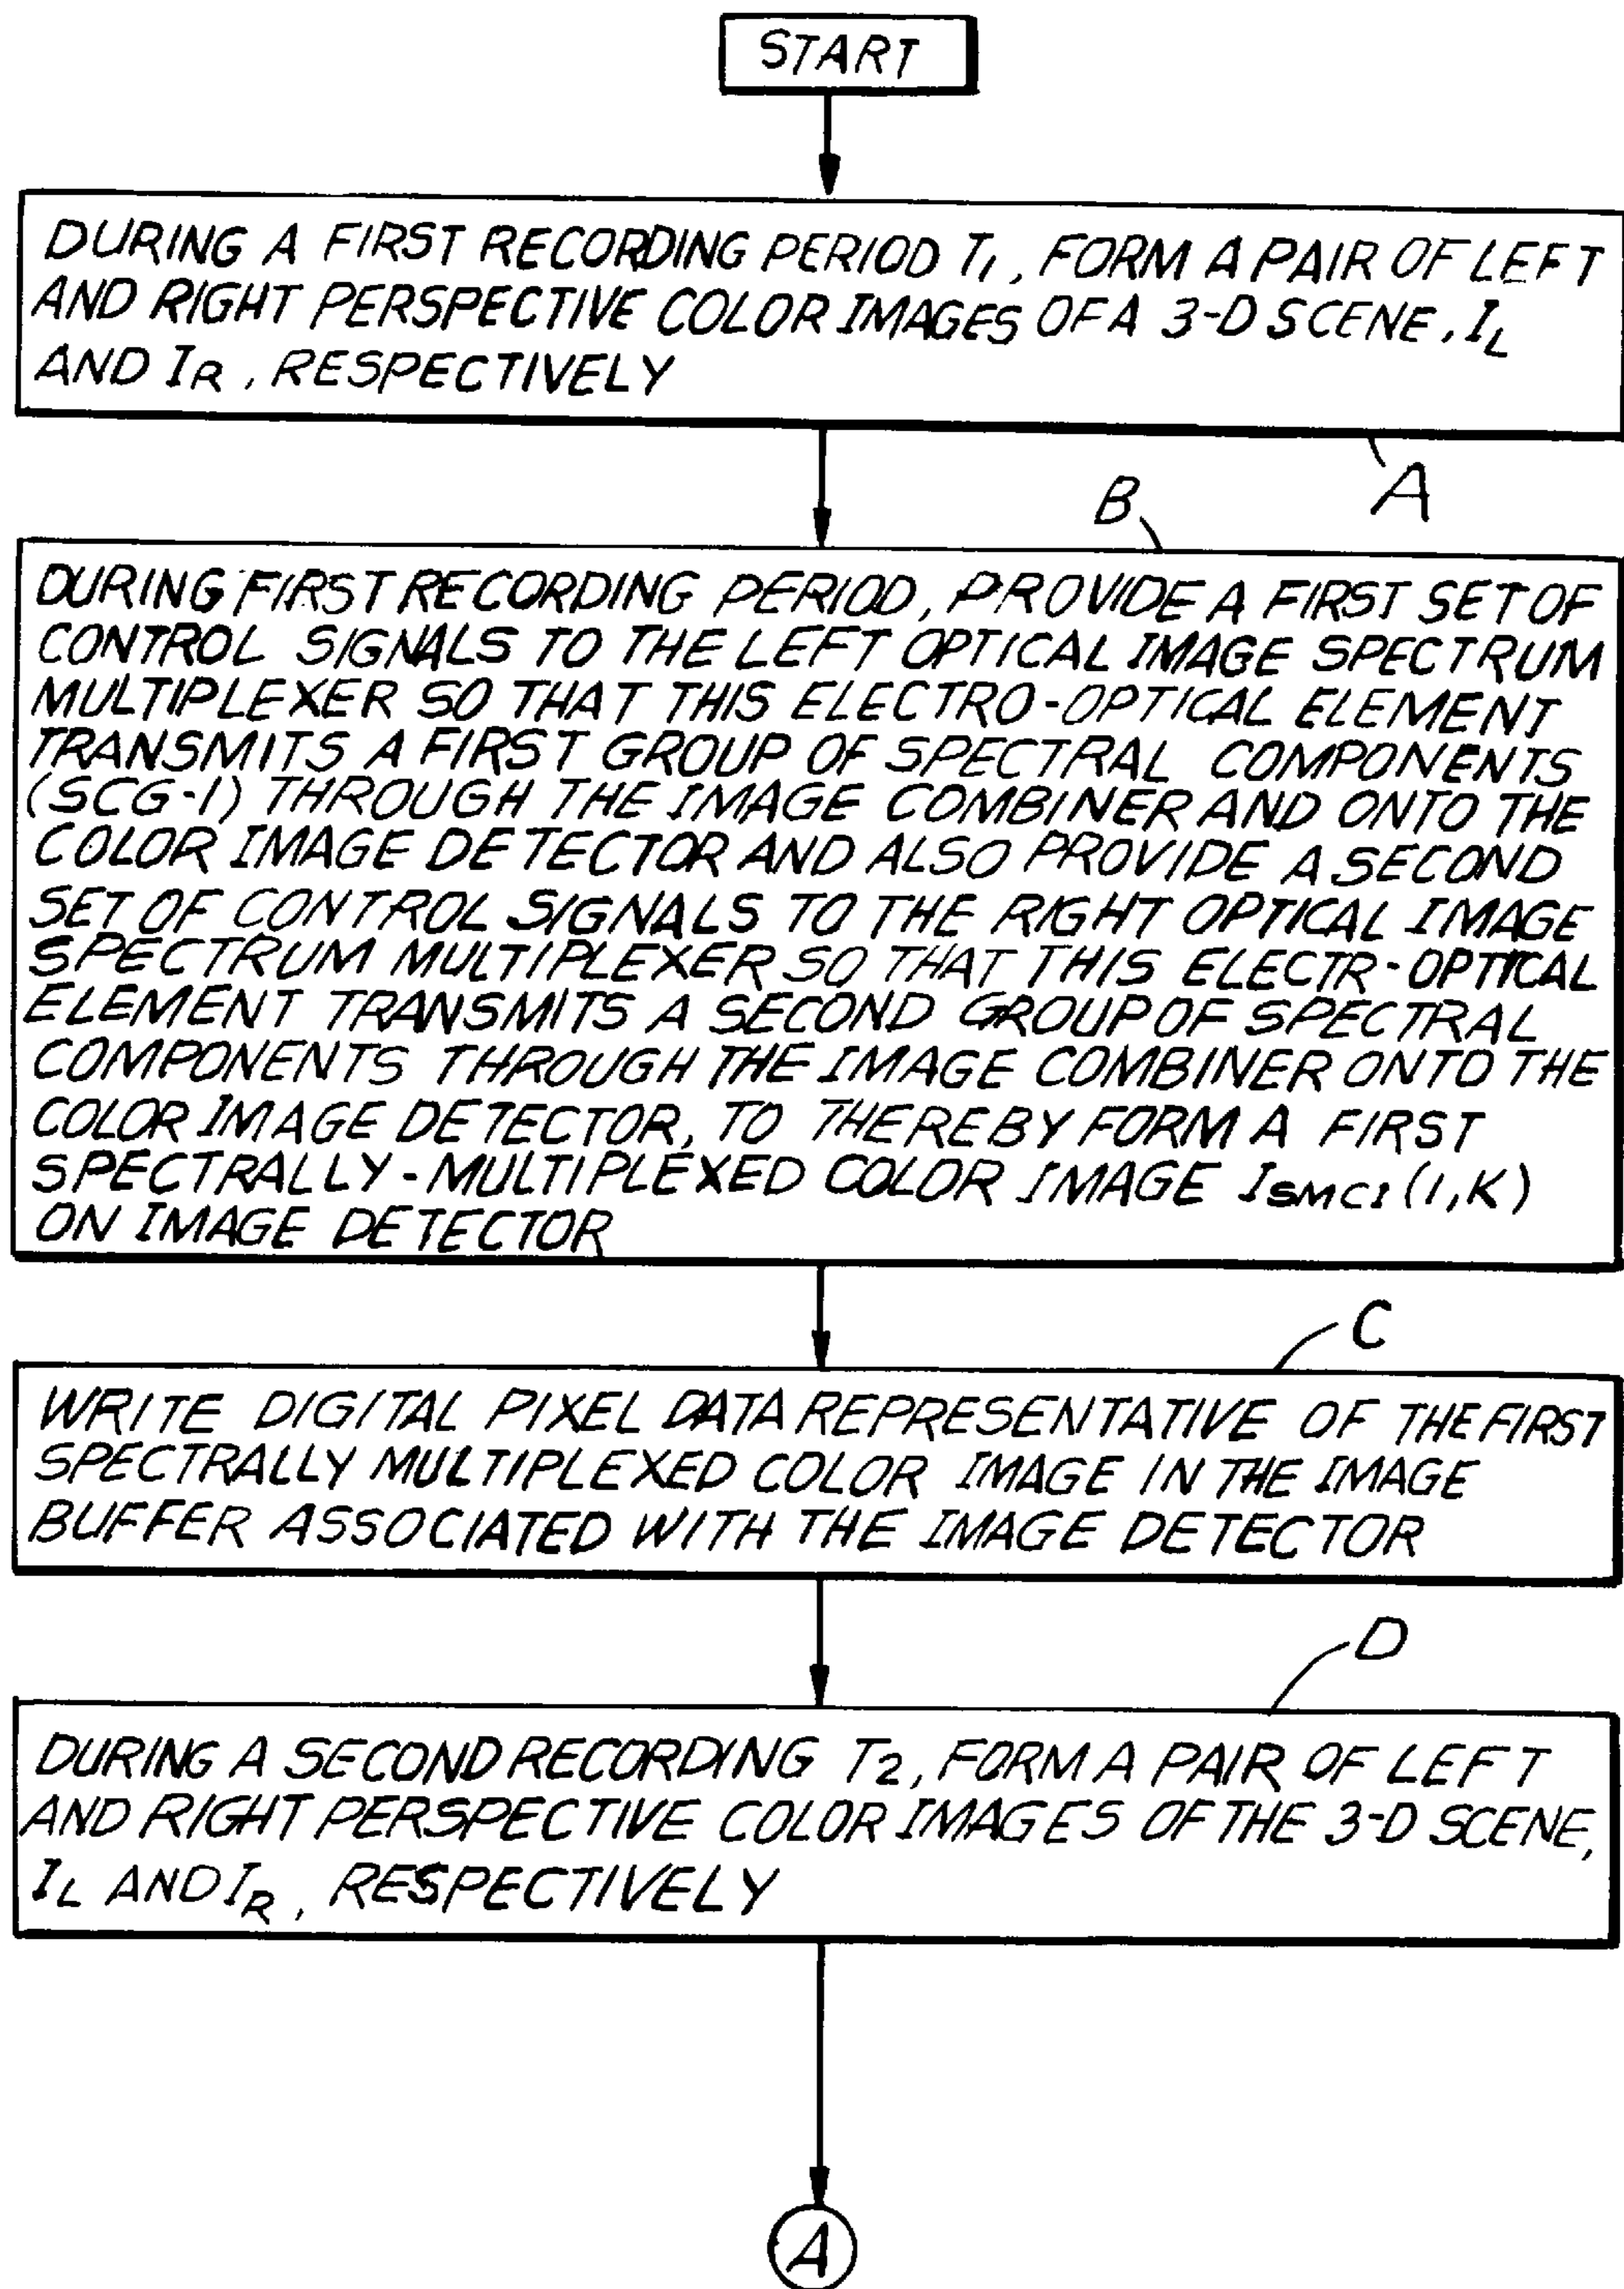 START
DURING A FIRST RECORDING PERIOD T1, FORM A PAIR OF LEFT
AND RIGHT PERSPECTIVE COLOR IMAGES OF A 3-D SCENE, IL
AND IR, RESPECTIVELY
A
B
DURING FIRST RECORDING PERIOD, PROVIDE A FIRST SET OF
CONTROL SIGNALS TO THE LEFT OPTICAL IMAGE SPECTRUM
MULTIPLEXER SO THAT THIS ELECTRO-OPTICAL ELEMENT
TRANSMITS A FIRST GROUP OF SPECTRAL COMPONENTS
(SCG-1) THROUGH THE IMAGE COMBINER AND ONTO THE
COLOR IMAGE DETECTOR AND ALSO PROVIDE A SECOND
SET OF CONTROL SIGNALS TO THE RIGHT OPTICAL IMAGE
SPECTRUM MULTIPLEXER SO THAT THIS ELECTR-OPTICAL
ELEMENT TRANSMITS A SECOND GROUP OF SPECTRAL
COMPONENTS THROUGH THE IMAGE COMBINER ONTO THE
COLOR IMAGE DETECTOR, TO THEREBY FORM A FIRST
SPECTRALLY-MULTIPLEXED COLOR IMAGE ISMCI(1,K)
ON IMAGE DETECTOR
C
WRITE DIGITAL PIXEL DATA REPRESENTATIVE OF THE FIRST
SPECTRALLY MULTIPLEXED COLOR IMAGE IN THE IMAGE
BUFFER ASSOCIATED WITH THE IMAGE DETECTOR
D
DURING A SECOND RECORDING T2, FORM A PAIR OF LEFT
AND RIGHT PERSPECTIVE COLOR IMAGES OF THE 3-D SCENE,
IL AND IR, RESPECTIVELY
A